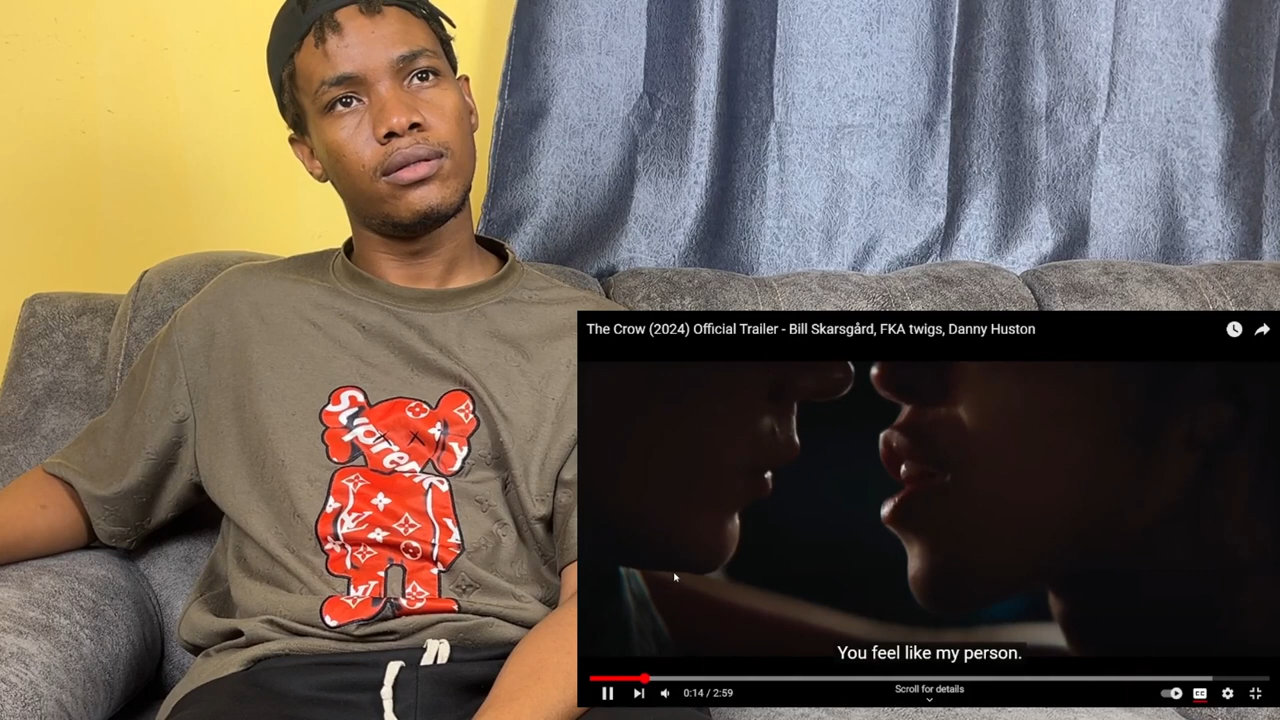 Supreme
The Crow (2024) Official Trailer - Bill Skarsgård, FKA twigs, Danny Huston
You feel like my person.
0:14 / 2:59
Scroll for details
CC